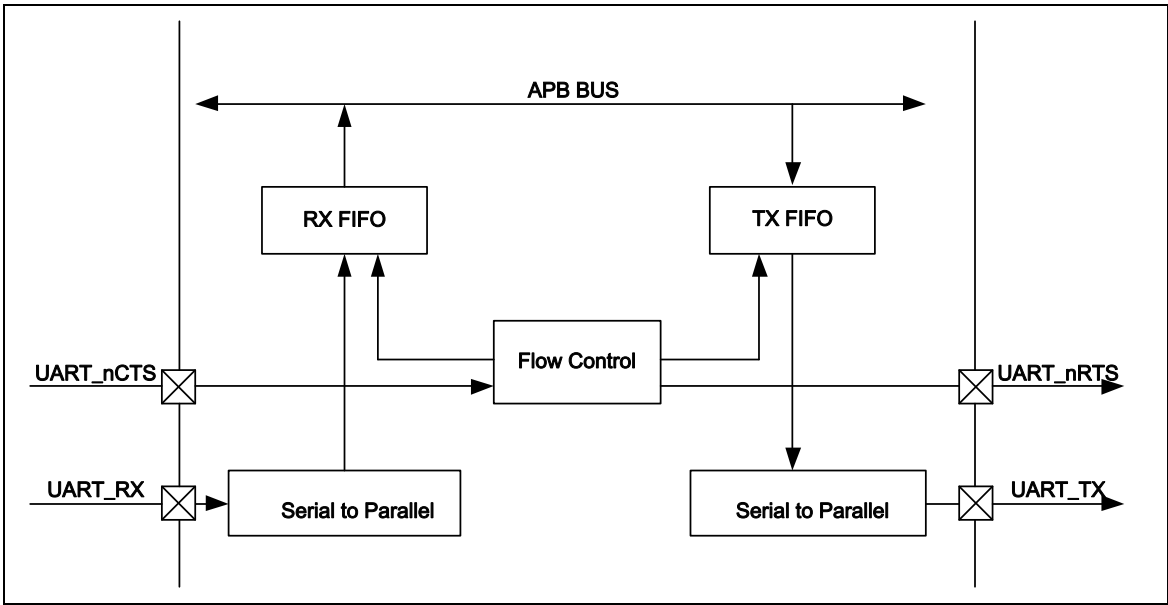 APB BUS
RX FIFO
TX FIFO
Flow Control
UART_nCTS
UART_nRTS
UART_RX
Serial to Parallel
Serial to Parallel
UART_TX